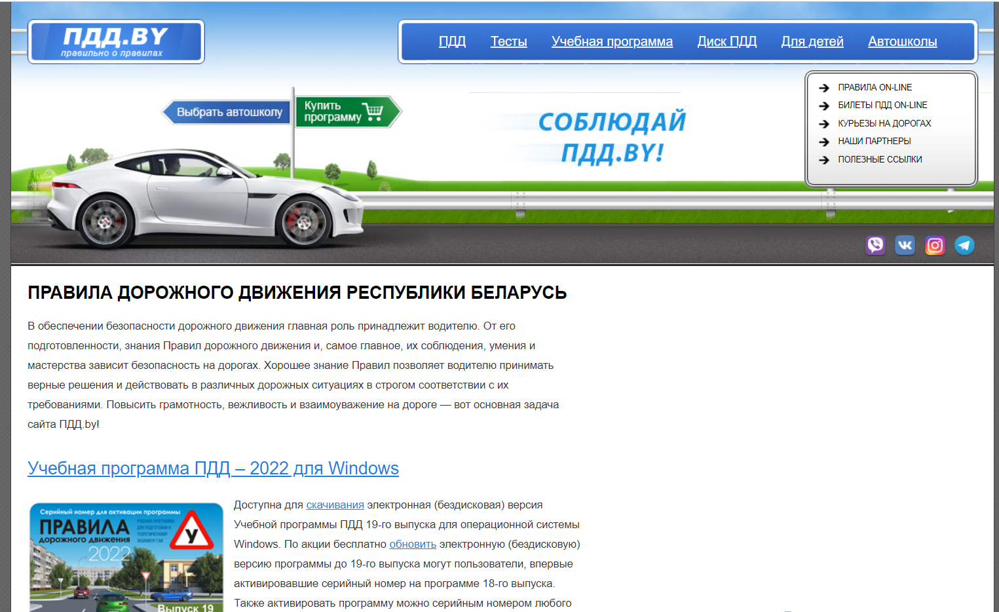 ПДД.BY
правильно о правилах
ПДД Тесты Учебная программа Диск ПДД Для детей Автошколы
ПРАВИЛА ON-LINE
БИЛЕТЫ ПДД ON-LINE
КУРЬЕЗЫ НА ДОРОГАХ
НАШИ ПАРТНЕРЫ
ПОЛЕЗНЫЕ ССЫЛКИ
Выбрать автошколу
Купить
программу
СОБЛЮДАЙ
ПДД.BY!
ПРАВИЛА ДОРОЖНОГО ДВИЖЕНИЯ РЕСПУБЛИКИ БЕЛАРУСЬ
В обеспечении безопасности дорожного движения главная роль принадлежит водителю. От его
подготовленности, знания Правил дорожного движения и, самое главное, их соблюдения, умения и
мастерства зависит безопасность на дорогах. Хорошее знание Правил позволяет водителю принимать
верные решения и действовать в различных дорожных ситуациях в строгом соответствии с их
требованиями. Повысить грамотность, вежливость и взаимоуважение на дороге — вот основная задача
сайта ПДД.by!
Учебная программа ПДД – 2022 для Windows
Серийный номер для активации программы
ПРАВИЛА
дорожного движения
2022
УЧЕБНАЯ ПРОГРАММА
ДЛЯ ПОДГОТОВКИ К
ТЕОРЕТИЧЕСКОМУ
ЭКЗАМЕНУ ГАИ
У
Выпуск 19
Доступна для скачивания электронная (бездисковая) версия
Учебной программы ПДД 19-го выпуска для операционной системы
Windows. По акции бесплатно обновить электронную (бездисковую)
версию программы до 19-го выпуска могут пользователи, впервые
активировавшие серийный номер на программе 18-го выпуска.
Также активировать программу можно серийным номером любого